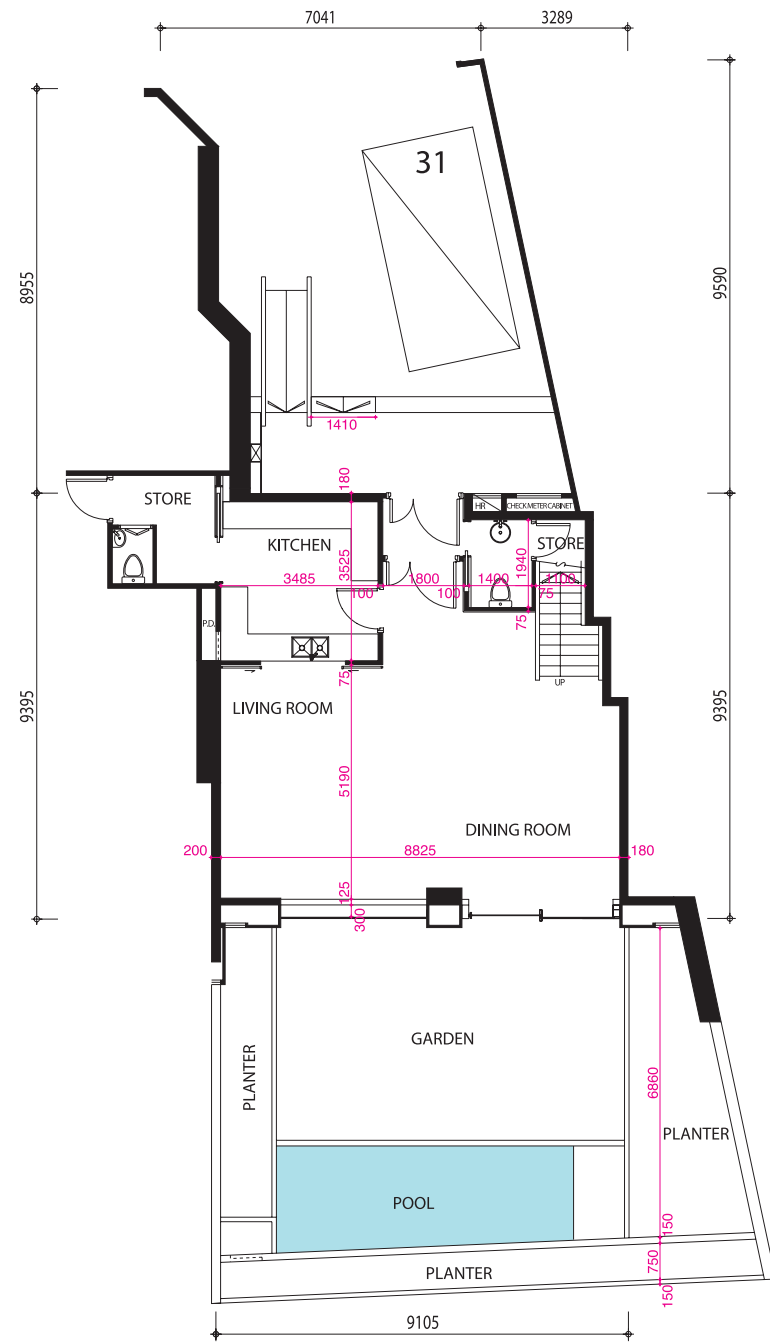 7041
3289
31
8955
9590
1410
180
STORE
HR
CHECK METER CABINET
KITCHEN
STORE
3525
1940
3485
1800
1400
1100
100
100
75
75
P.D.
75
UP
LIVING ROOM
9395
9395
5190
DINING ROOM
200
8825
180
125
300
GARDEN
PLANTER
6860
PLANTER
POOL
150
PLANTER
750
150
9105